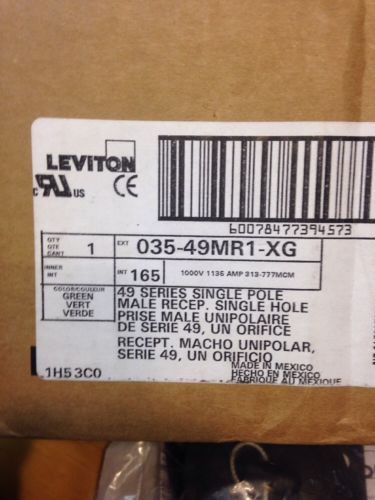 LEVITON
c RU US CE
60078477394573
QTY QTE CANT 1 EXT 035-49MR1-XG
INNER INT INT 165 1000V 1135 AMP 313-777MCM
COLOR/COULEUR
GREEN
VERT
VERDE
49 SERIES SINGLE POLE
MALE RECEP. SINGLE HOLE
PRISE MALE UNIPOLAIRE
DE SERIE 49, UN ORIFICE
RECEPT. MACHO UNIPOLAR,
SERIE 49, UN ORIFICIO
MADE IN MEXICO
HECHO EN MEXICO
FABRIQUE AU MEXIQUE
1H53C0